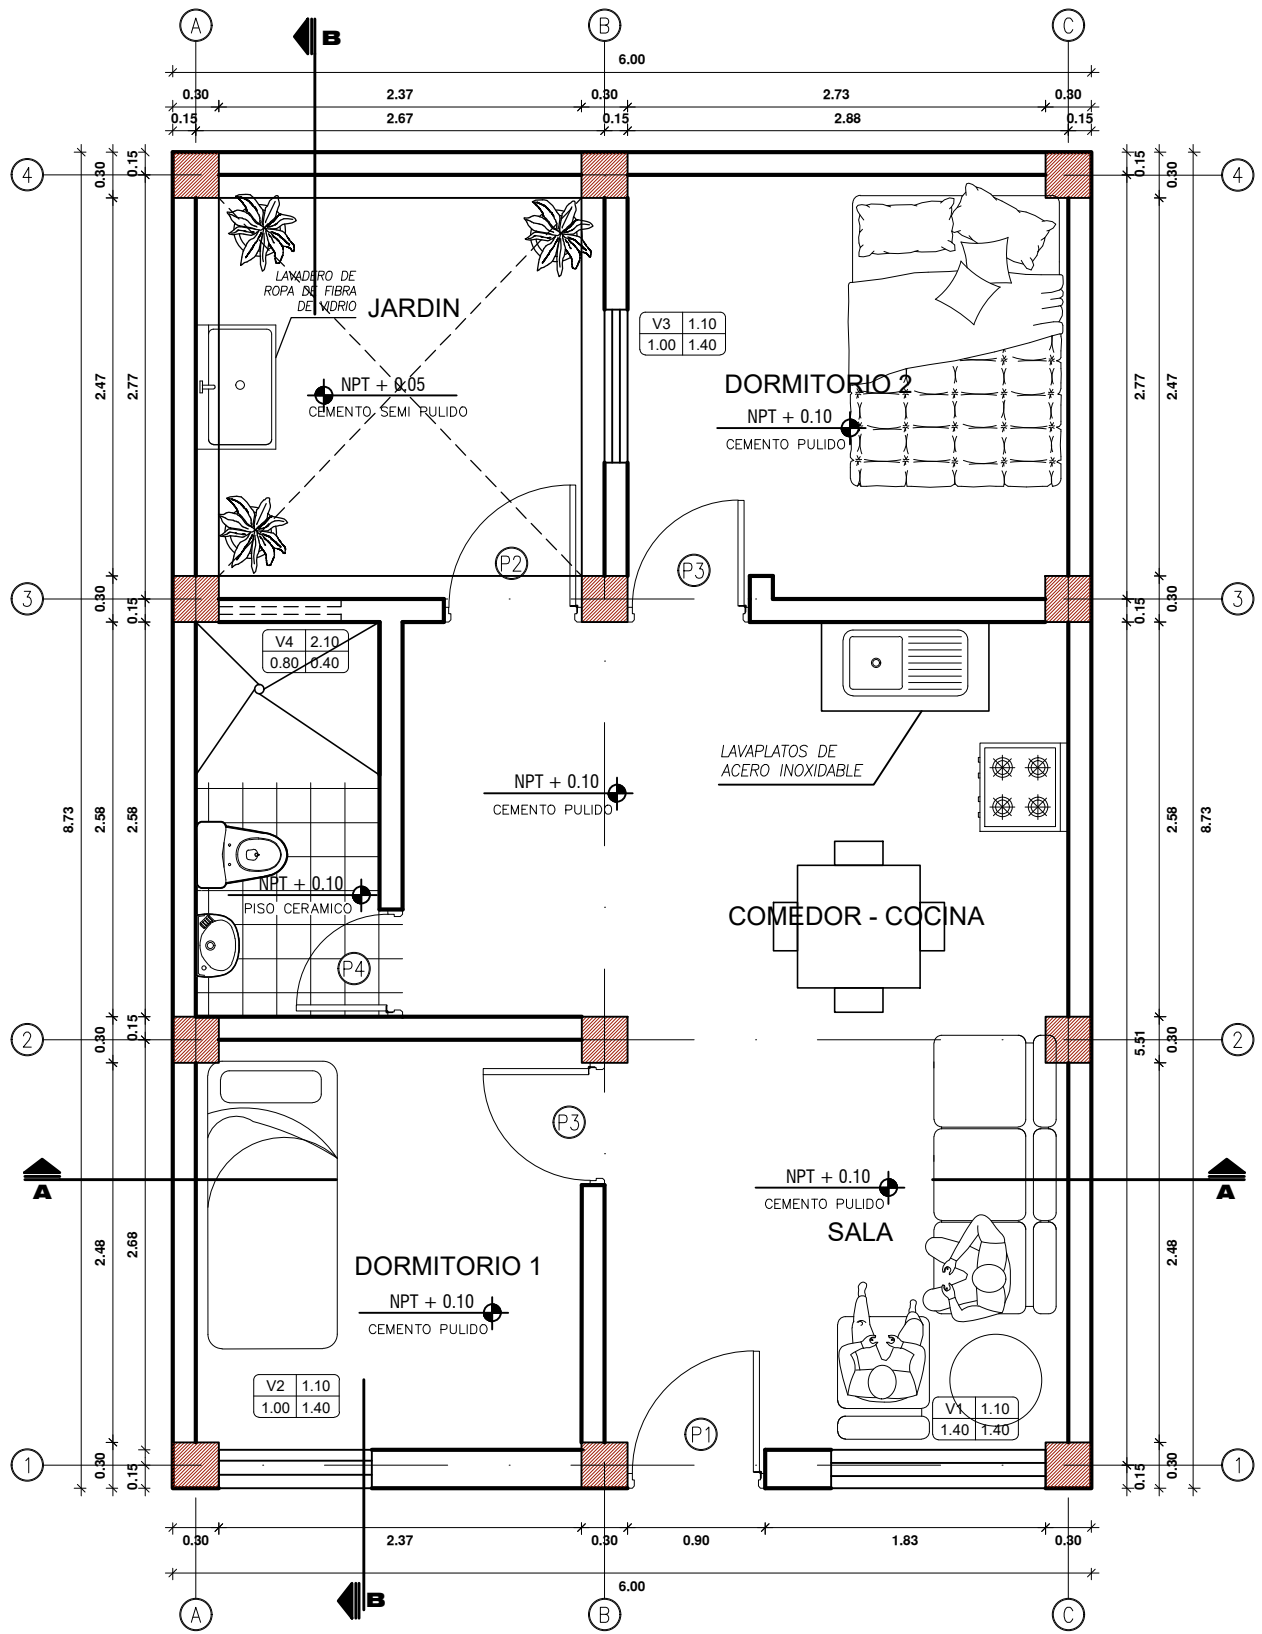 A
B
C
B
6.00
0.30
2.37
0.30
2.73
0.30
0.15
2.67
0.15
2.88
0.15
4
0.30
0.15
0.15
0.30
4
LAVADERO DE
ROPA DE FIBRA
DE VIDRIO
JARDIN
V3 1.10
1.00 1.40
2.47
2.77
NPT + 0.05
CEMENTO SEMI PULIDO
DORMITORIO 2
NPT + 0.10
CEMENTO PULIDO
2.77
2.47
P2
P3
3
0.30
0.15
0.15
0.30
3
V4 2.10
0.80 0.40
LAVAPLATOS DE
ACERO INOXIDABLE
NPT + 0.10
CEMENTO PULIDO
8.73
2.58
2.58
2.58
8.73
NPT + 0.10
PISO CERAMICO
COMEDOR - COCINA
P4
2
0.30
0.15
5.51
0.30
2
P3
A
NPT + 0.10
CEMENTO PULIDO
A
SALA
2.48
2.68
2.48
DORMITORIO 1
NPT + 0.10
CEMENTO PULIDO
V2 1.10
1.00 1.40
V1 1.10
1.40 1.40
P1
1
0.30
0.15
0.15
0.30
1
0.30
2.37
0.30
0.90
1.83
0.30
6.00
B
A
B
C